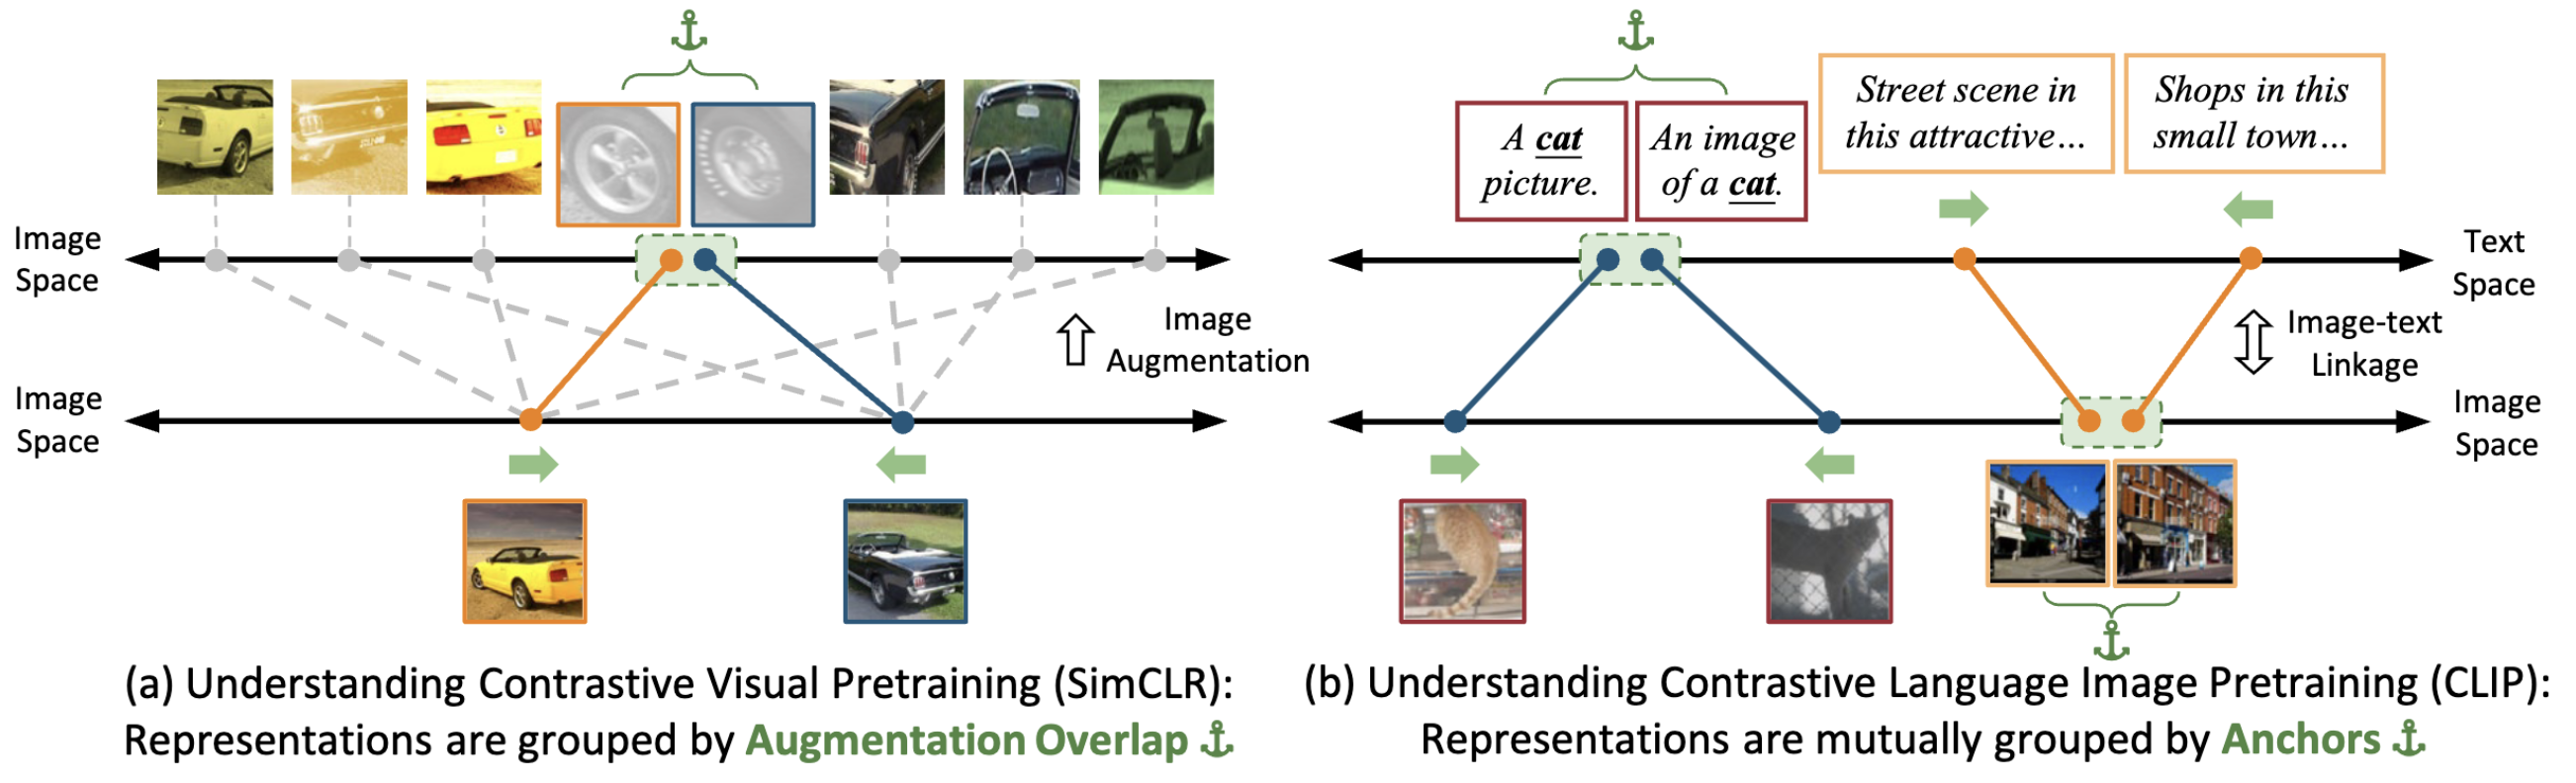 Image
Space
Image
Space
Image
Augmentation
(a) Understanding Contrastive Visual Pretraining (SimCLR):
Representations are grouped by Augmentation Overlap
A cat
picture.
An image
of a cat.
Street scene in
this attractive...
Shops in this
small town...
Text
Space
Image-text
Linkage
Image
Space
(b) Understanding Contrastive Language Image Pretraining (CLIP):
Representations are mutually grouped by Anchors